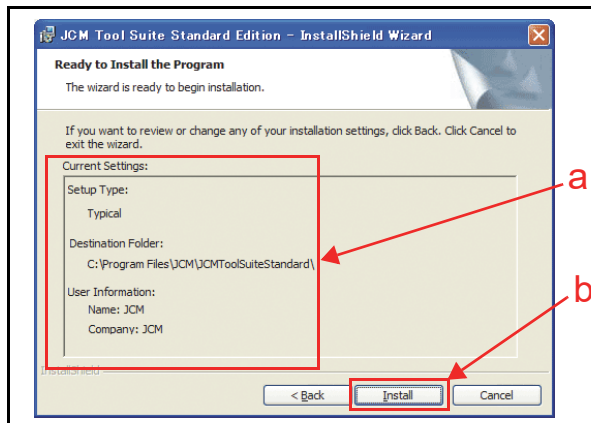 JCM Tool Suite Standard Edition - InstallShield Wizard
Ready to Install the Program
The wizard is ready to begin installation.
If you want to review or change any of your installation settings, click Back. Click Cancel to
exit the wizard.
Current Settings:
Setup Type:
Typical
Destination Folder:
C:\Program Files\JCM\JCMToolSuiteStandard\
User Information:
Name: JCM
Company: JCM
InstallShield
< Back
Install
Cancel
a
b